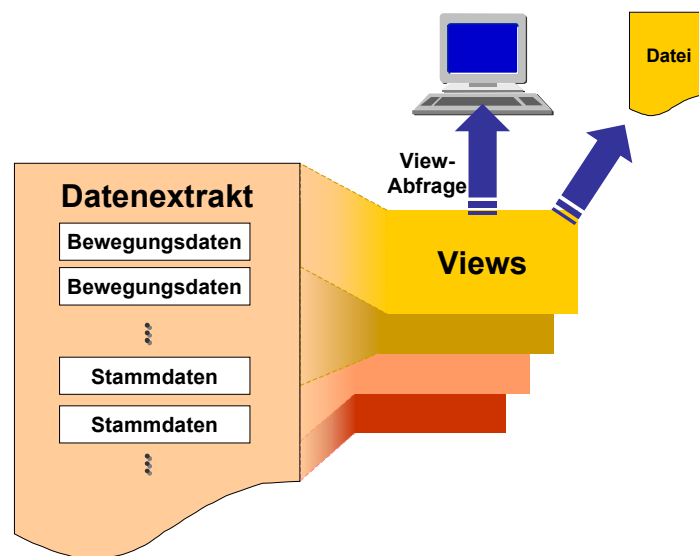 Datei
View-
Abfrage
Datenextrakt
Bewegungsdaten
Bewegungsdaten
Stammdaten
Stammdaten
Views